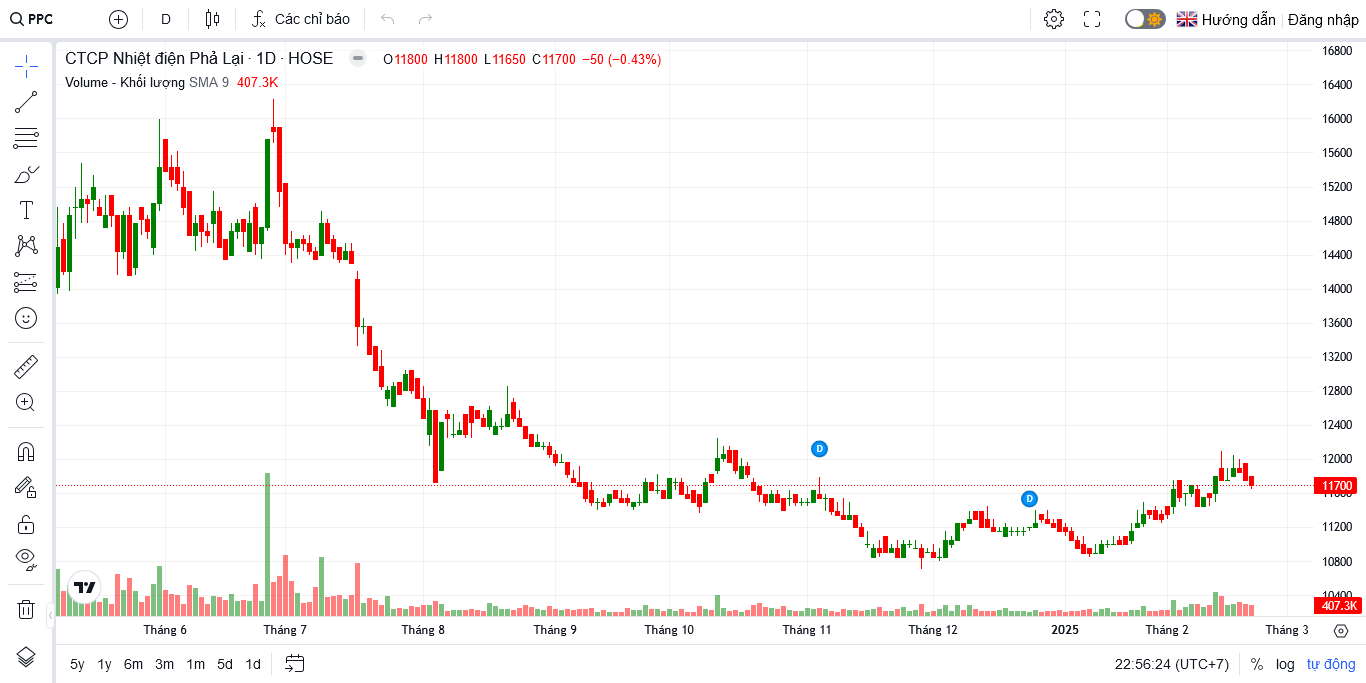 PPC D Các chỉ báo Hướng dẫn Đăng nhập
CTCP Nhiệt điện Phả Lại · 1D · HOSE O11800 H11800 L11650 C11700 −50 (−0.43%)
Volume - Khối lượng SMA 9 407.3K
16800
16400
16000
15600
15200
14800
14400
14000
13600
13200
12800
12400
12000
D
11700
11600
D
11200
10800
10400
407.3K
Tháng 6 Tháng 7 Tháng 8 Tháng 9 Tháng 10 Tháng 11 Tháng 12 2025 Tháng 2 Tháng 3
5y 1y 6m 3m 1m 5d 1d 22:56:24 (UTC+7) % log tự động